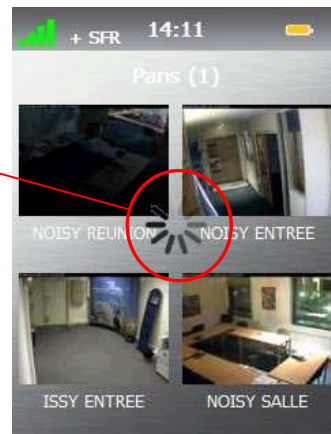 + SFR 14:11
Paris (1)
NOISY REUNION NOISY ENTREE
ISSY ENTREE NOISY SALLE